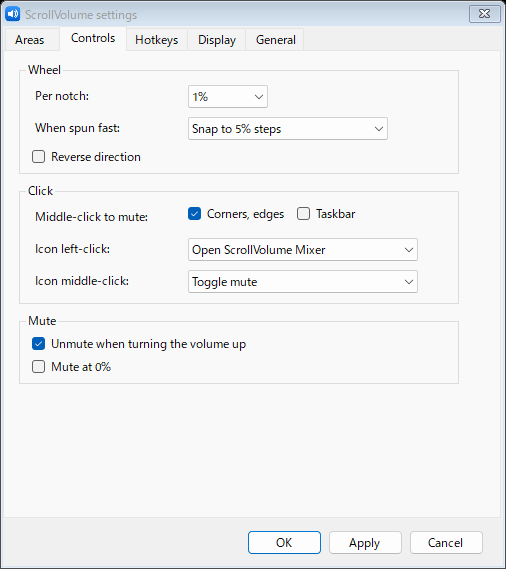 ScrollVolume settings
Areas Controls Hotkeys Display General
Wheel
Per notch: 1%
When spun fast: Snap to 5% steps
Reverse direction
Click
Middle-click to mute: Corners, edges Taskbar
Icon left-click: Open ScrollVolume Mixer
Icon middle-click: Toggle mute
Mute
Unmute when turning the volume up
Mute at 0%
OK Apply Cancel